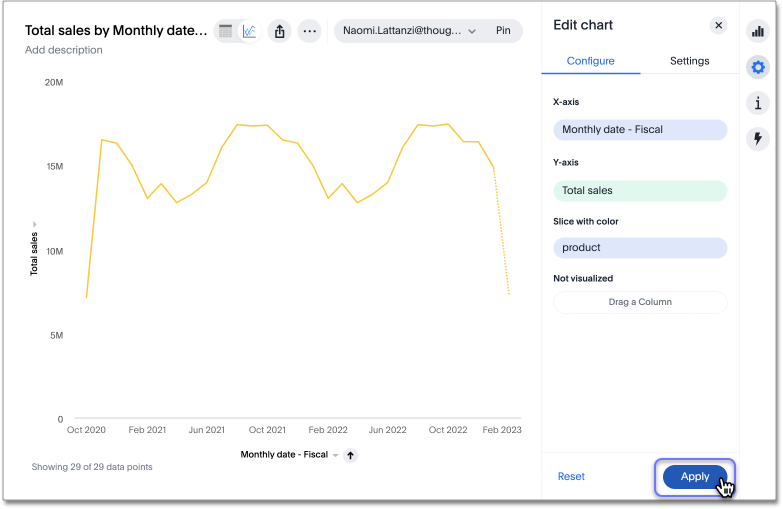 Total sales by Monthly date...
Add description
Naomi.Lattanzi@thoug...
Pin
20M
15M
10M
5M
0
Total sales
Oct 2020 Feb 2021 Jun 2021 Oct 2021 Feb 2022 Jun 2022 Oct 2022 Feb 2023
Monthly date - Fiscal
Showing 29 of 29 data points
Edit chart
Configure Settings
X-axis
Monthly date - Fiscal
Y-axis
Total sales
Slice with color
product
Not visualized
Drag a Column
Reset Apply